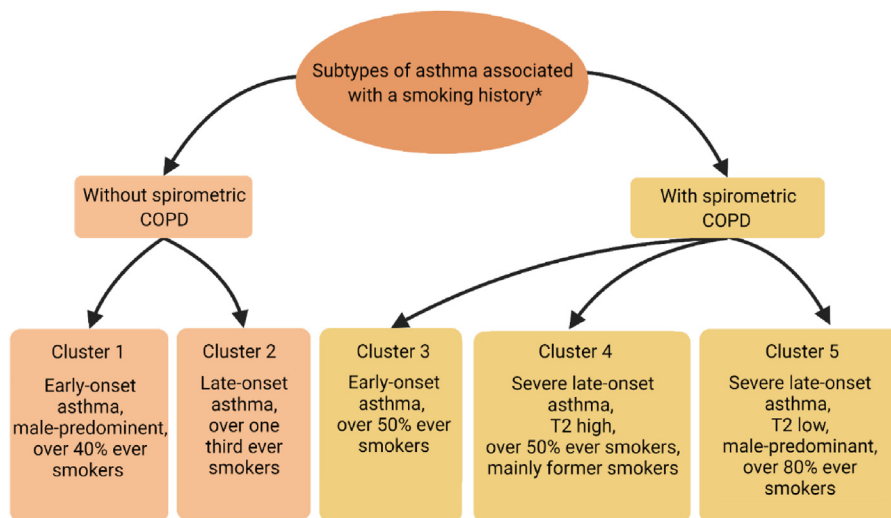 Subtypes of asthma associated
with a smoking history*
Without spirometric
COPD
With spirometric
COPD
Cluster 1
Early-onset
asthma,
male-predominant,
over 40% ever
smokers
Cluster 2
Late-onset
asthma,
over one
third ever
smokers
Cluster 3
Early-onset
asthma,
over 50% ever
smokers
Cluster 4
Severe late-onset
asthma,
T2 high,
over 50% ever smokers,
mainly former smokers
Cluster 5
Severe late-onset
asthma,
T2 low,
male-predominant,
over 80% ever
smokers